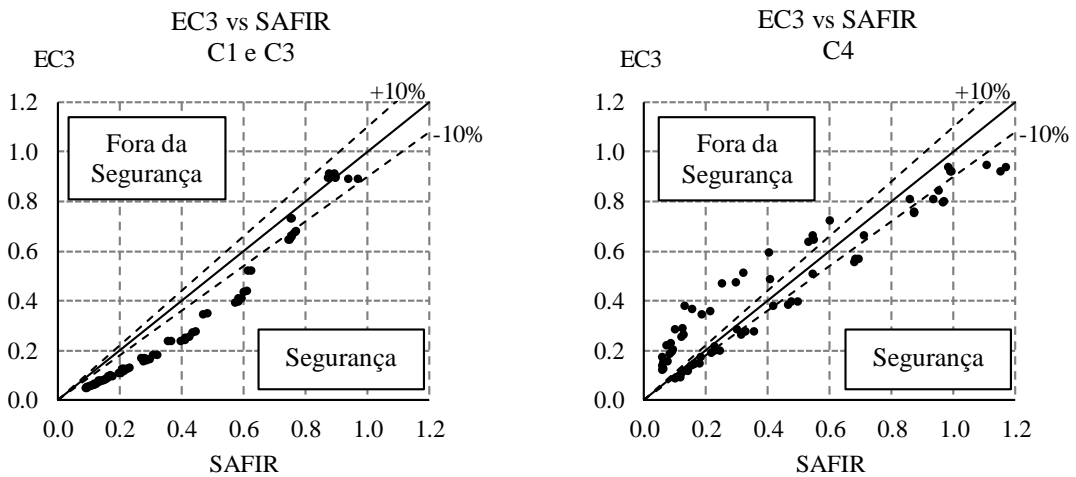 EC3 vs SAFIR
C1 e C3
EC3
+10%
-10%
1.2
1.0
0.8
0.6
0.4
0.2
0.0
Fora da
Segurança
Segurança
0.0 0.2 0.4 0.6 0.8 1.0 1.2
SAFIR
EC3 vs SAFIR
C4
EC3
+10%
-10%
1.2
1.0
0.8
0.6
0.4
0.2
0.0
Fora da
Segurança
Segurança
0.0 0.2 0.4 0.6 0.8 1.0 1.2
SAFIR